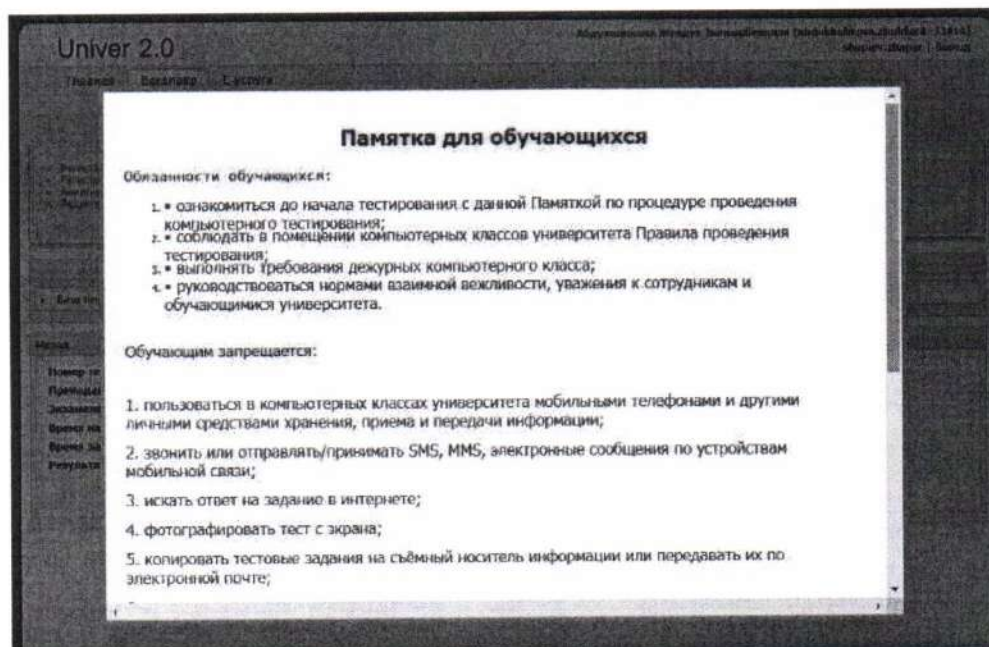 Univer 2.0
Главная
E-услуги
Памятка для обучающихся
Обязанности обучающихся:
1. • ознакомиться до начала тестирования с данной Памяткой по процедуре проведения
компьютерного тестирования;
2. • соблюдать в помещении компьютерных классов университета Правила проведения
тестирования;
3. • выполнять требования дежурных компьютерного класса;
4. • руководствоваться нормами взаимной вежливости, уважения к сотрудникам и
обучающимися университета.
Обучающим запрещается:
1. пользоваться в компьютерных классах университета мобильными телефонами и другими
личными средствами хранения, приема и передачи информации;
2. звонить или отправлять/принимать SMS, MMS, электронные сообщения по устройствам
мобильной связи;
3. искать ответ на задание в интернете;
4. фотографировать тест с экрана;
5. копировать тестовые задания на съёмный носитель информации или передавать их по
электронной почте;